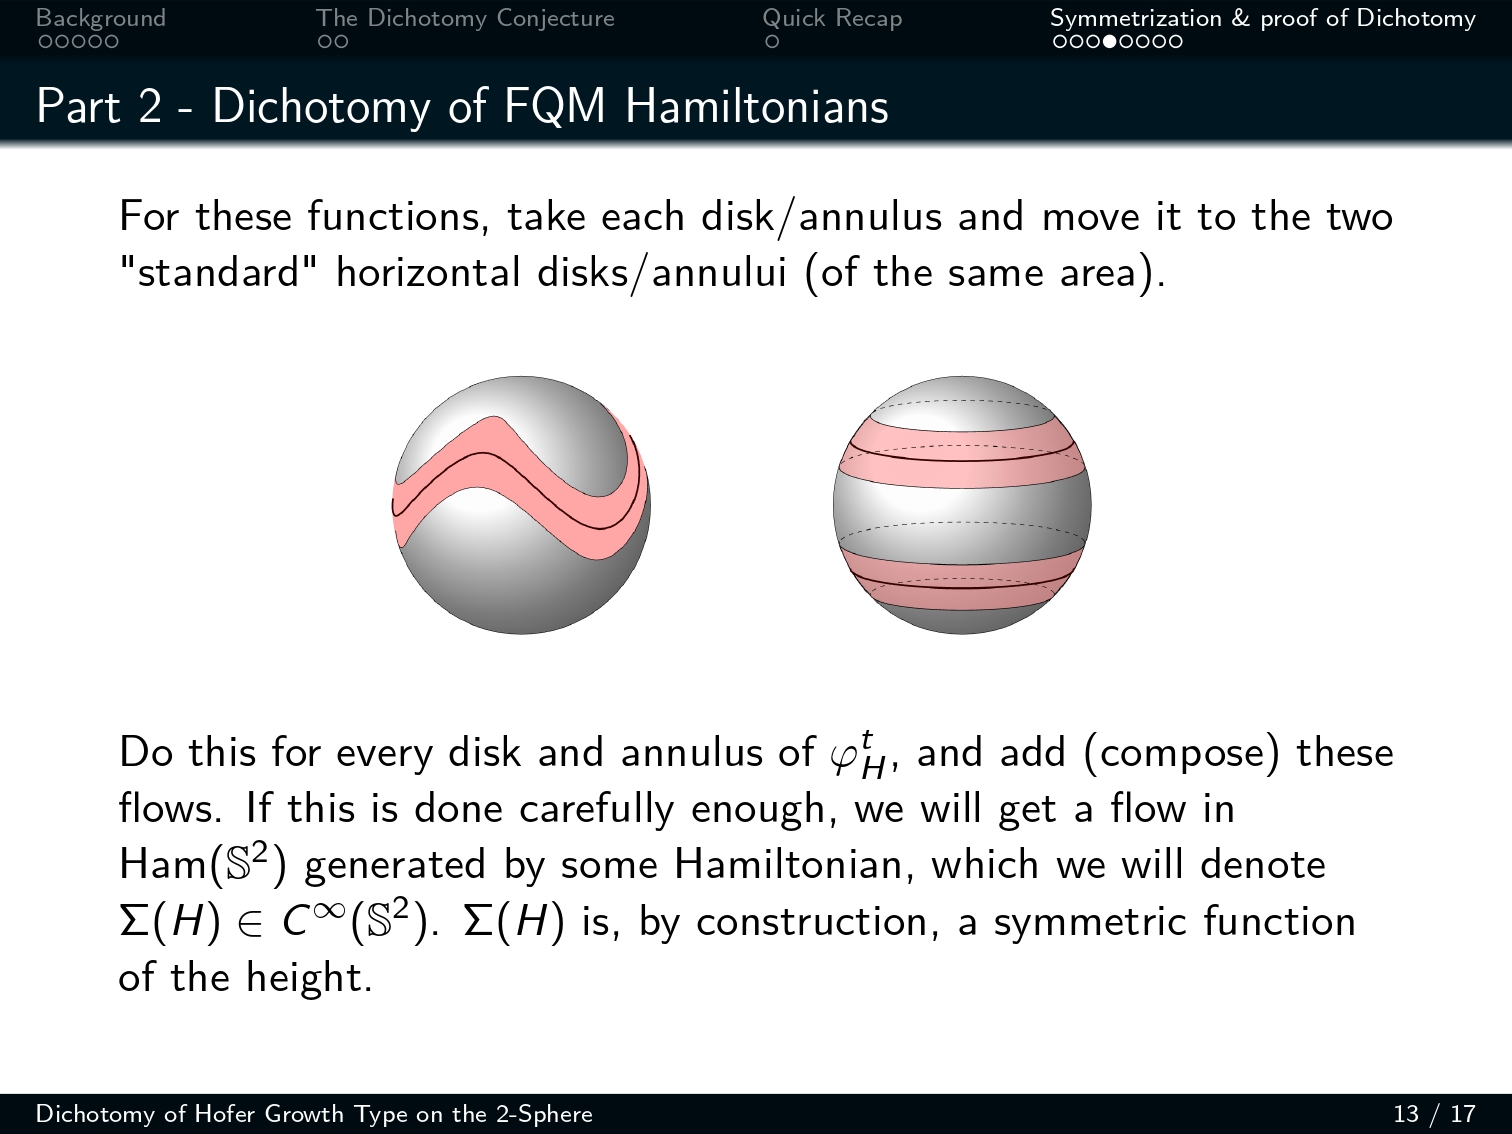 Background The Dichotomy Conjecture Quick Recap Symmetrization & proof of Dichotomy
Part 2 - Dichotomy of FQM Hamiltonians
For these functions, take each disk/annulus and move it to the two
"standard" horizontal disks/annului (of the same area).
Do this for every disk and annulus of φ^t_H, and add (compose) these
flows. If this is done carefully enough, we will get a flow in
Ham(𝕊²) generated by some Hamiltonian, which we will denote
Σ(H) ∈ C^∞(𝕊²). Σ(H) is, by construction, a symmetric function
of the height.
Dichotomy of Hofer Growth Type on the 2-Sphere 13 / 17